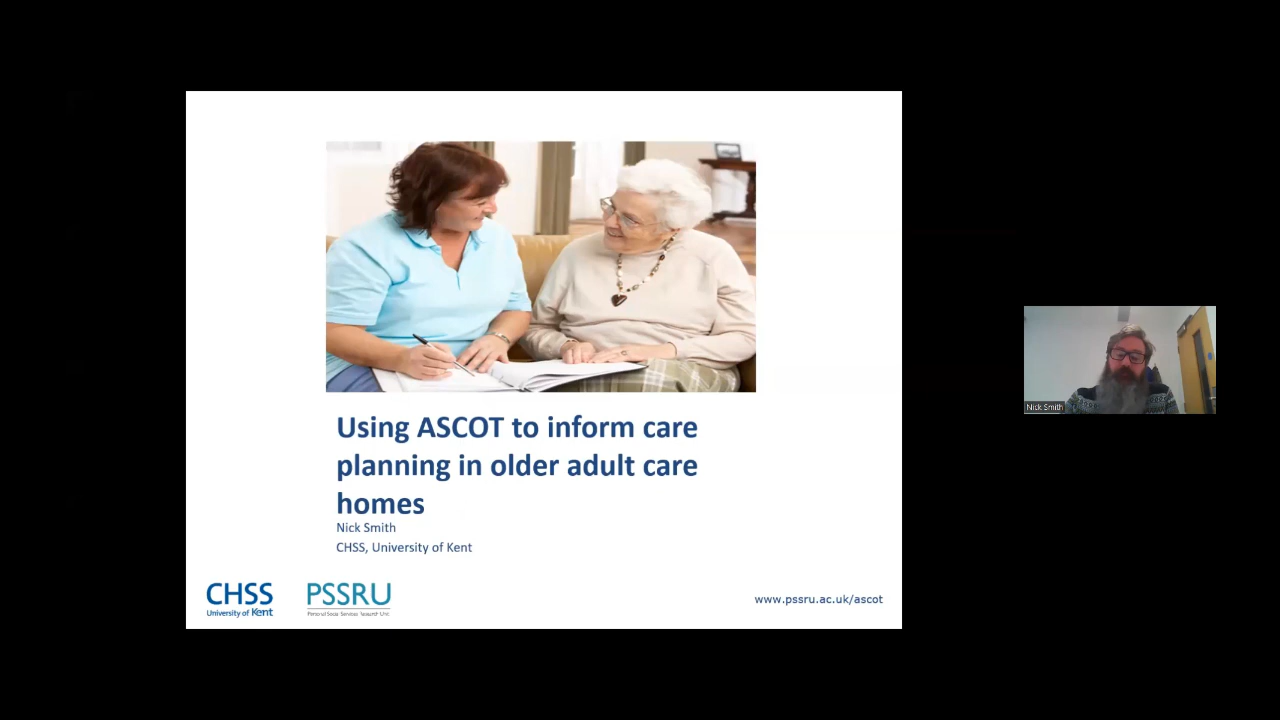 Using ASCOT to inform care
planning in older adult care
homes
Nick Smith
CHSS, University of Kent
CHSS
University of Kent
PSSRU
Personal Social Services Research Unit
www.pssru.ac.uk/ascot
Nick Smith